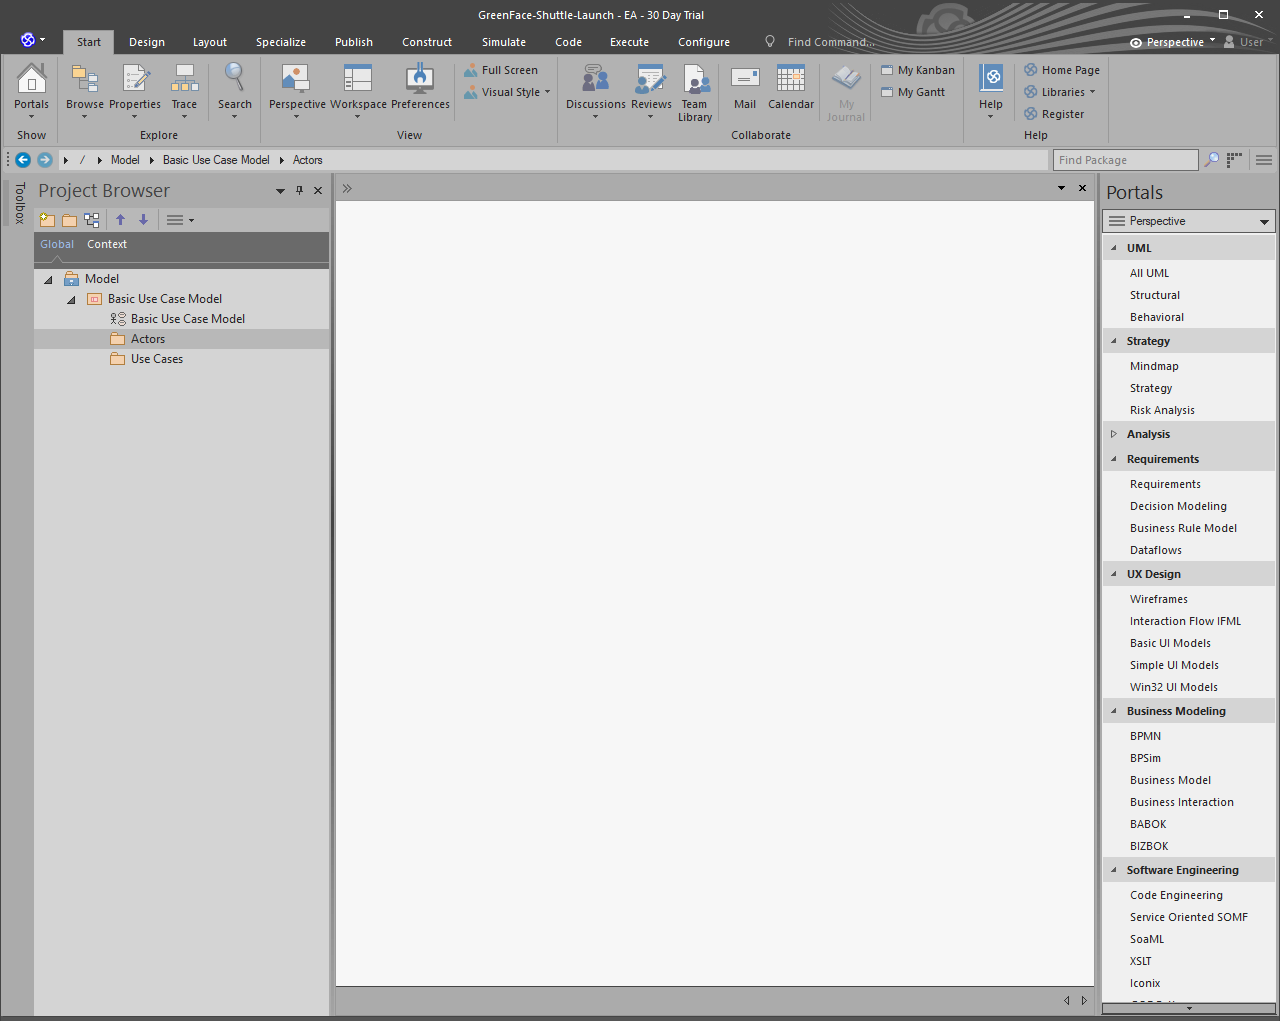 GreenFace-Shuttle-Launch - EA - 30 Day Trial
Start Design Layout Specialize Publish Construct Simulate Code Execute Configure Find Command... Perspective User
Portals Browse Properties Trace Search Perspective Workspace Preferences Full Screen Visual Style Discussions Reviews Team Library Mail Calendar My Journal My Kanban My Gantt Help Home Page Libraries Register
Show Explore View Collaborate Help
/ Model Basic Use Case Model Actors Find Package
Toolbox
Project Browser
Global Context
Model
Basic Use Case Model
Basic Use Case Model
Actors
Use Cases
Portals
Perspective
UML
All UML
Structural
Behavioral
Strategy
Mindmap
Strategy
Risk Analysis
Analysis
Requirements
Requirements
Decision Modeling
Business Rule Model
Dataflows
UX Design
Wireframes
Interaction Flow IFML
Basic UI Models
Simple UI Models
Win32 UI Models
Business Modeling
BPMN
BPSim
Business Model
Business Interaction
BABOK
BIZBOK
Software Engineering
Code Engineering
Service Oriented SOMF
SoaML
XSLT
Iconix